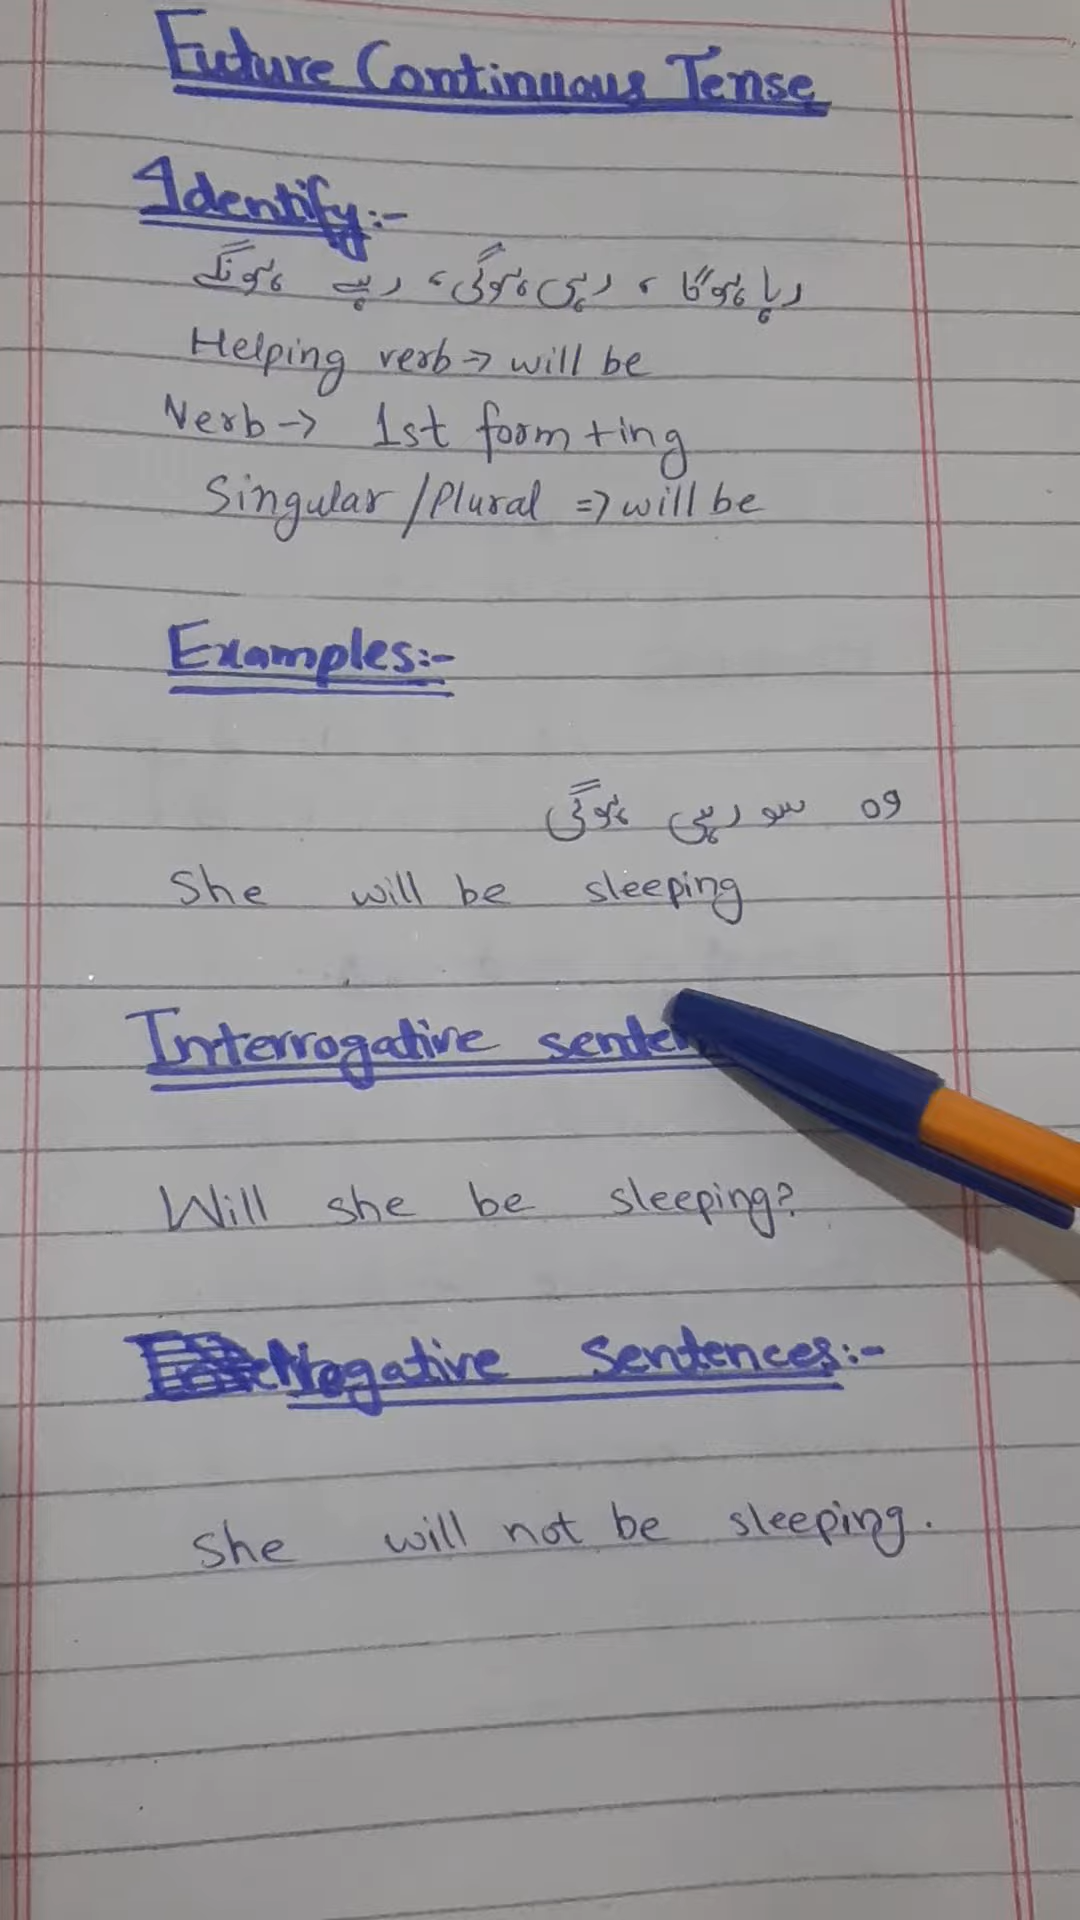 Future Continuous Tense
Identify:-
رہا ہوگا ، رہی ہوگی، رہے ہونگے
Helping verb → will be
Verb → 1st form +ing
Singular / Plural => will be
Examples:-
وہ سو رہی ہوگی
She will be sleeping
Interrogative senten
Will she be sleeping?
Negative Sentences:-
She will not be sleeping.